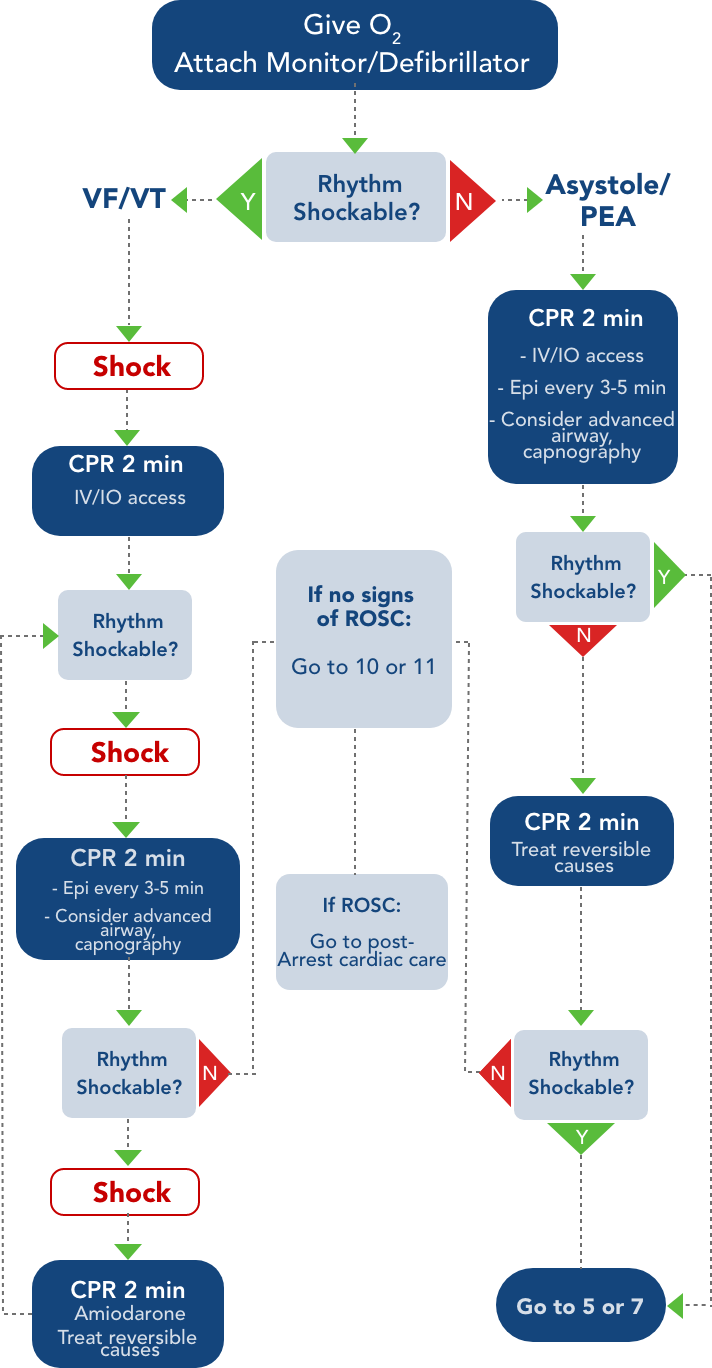 Give O₂
Attach Monitor/Defibrillator
Rhythm
Shockable?
Y
N
VF/VT
Asystole/
PEA
Shock
CPR 2 min
IV/IO access
Rhythm
Shockable?
Shock
CPR 2 min
- Epi every 3-5 min
- Consider advanced
airway,
capnography
Rhythm
Shockable?
N
Shock
CPR 2 min
Amiodarone
Treat reversible
causes
If no signs
of ROSC:
Go to 10 or 11
If ROSC:
Go to post-
Arrest cardiac care
CPR 2 min
- IV/IO access
- Epi every 3-5 min
- Consider advanced
airway,
capnography
Rhythm
Shockable?
Y
N
CPR 2 min
Treat reversible
causes
Rhythm
Shockable?
N
Y
Go to 5 or 7